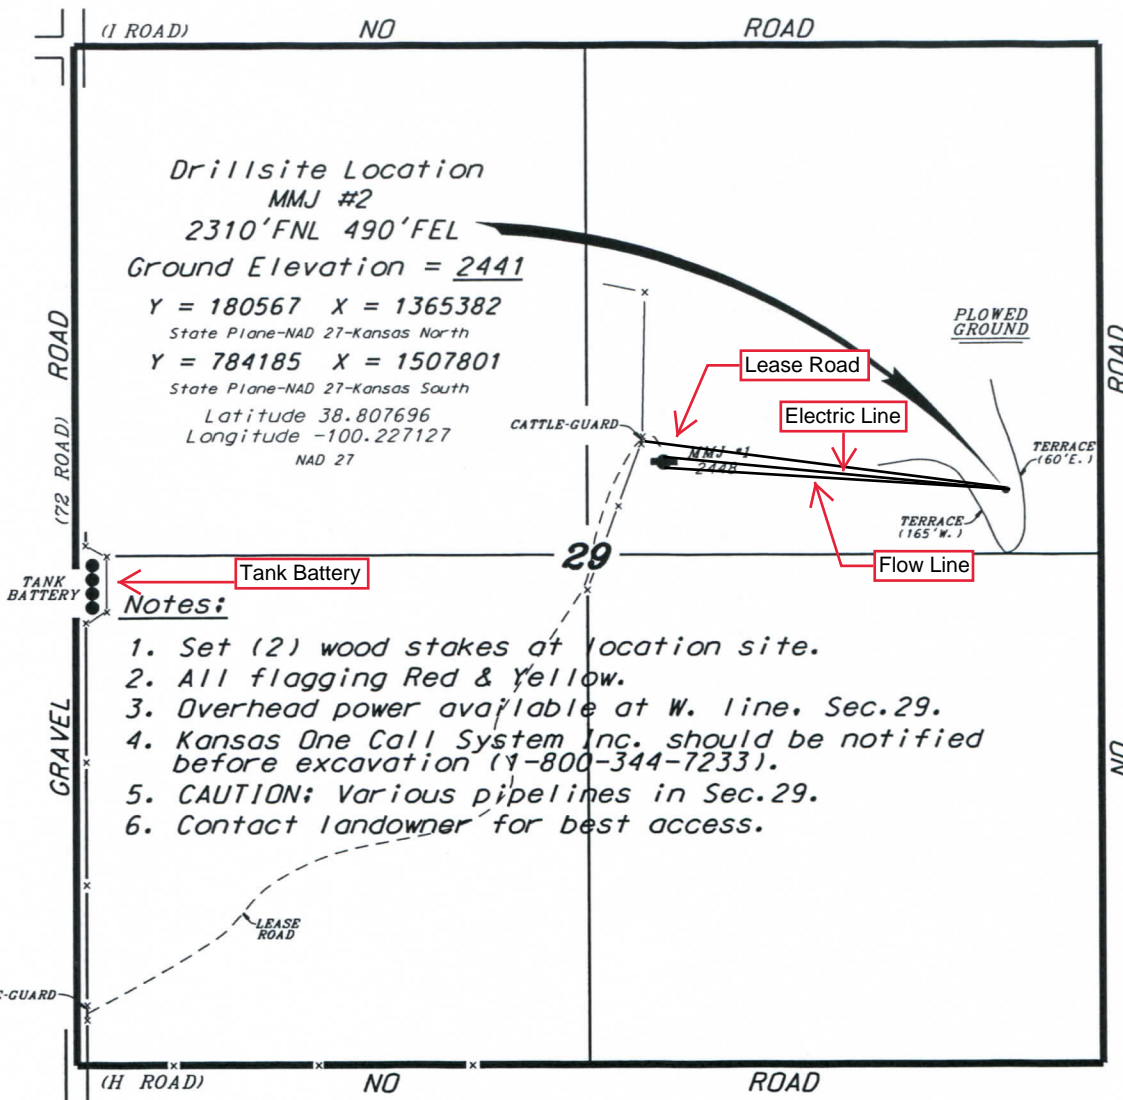 (I ROAD) NO ROAD
Drillsite Location
MMJ #2
2310'FNL 490'FEL
Ground Elevation = 2441
Y = 180567 X = 1365382
State Plane-NAD 27-Kansas North
Y = 784185 X = 1507801
State Plane-NAD 27-Kansas South
Latitude 38.807696
Longitude -100.227127
NAD 27
ROAD
(72 ROAD)
GRAVEL
PLOWED
GROUND
ROAD
NO
Lease Road
Electric Line
CATTLE-GUARD
MMJ #1
2448
TERRACE
(60'E.)
TERRACE
(165'W.)
Flow Line
29
TANK
BATTERY
Tank Battery
Notes:
1. Set (2) wood stakes at location site.
2. All flagging Red & Yellow.
3. Overhead power available at W. line, Sec.29.
4. Kansas One Call System Inc. should be notified
before excavation (1-800-344-7233).
5. CAUTION: Various pipelines in Sec.29.
6. Contact landowner for best access.
LEASE
ROAD
E-GUARD
(H ROAD) NO ROAD